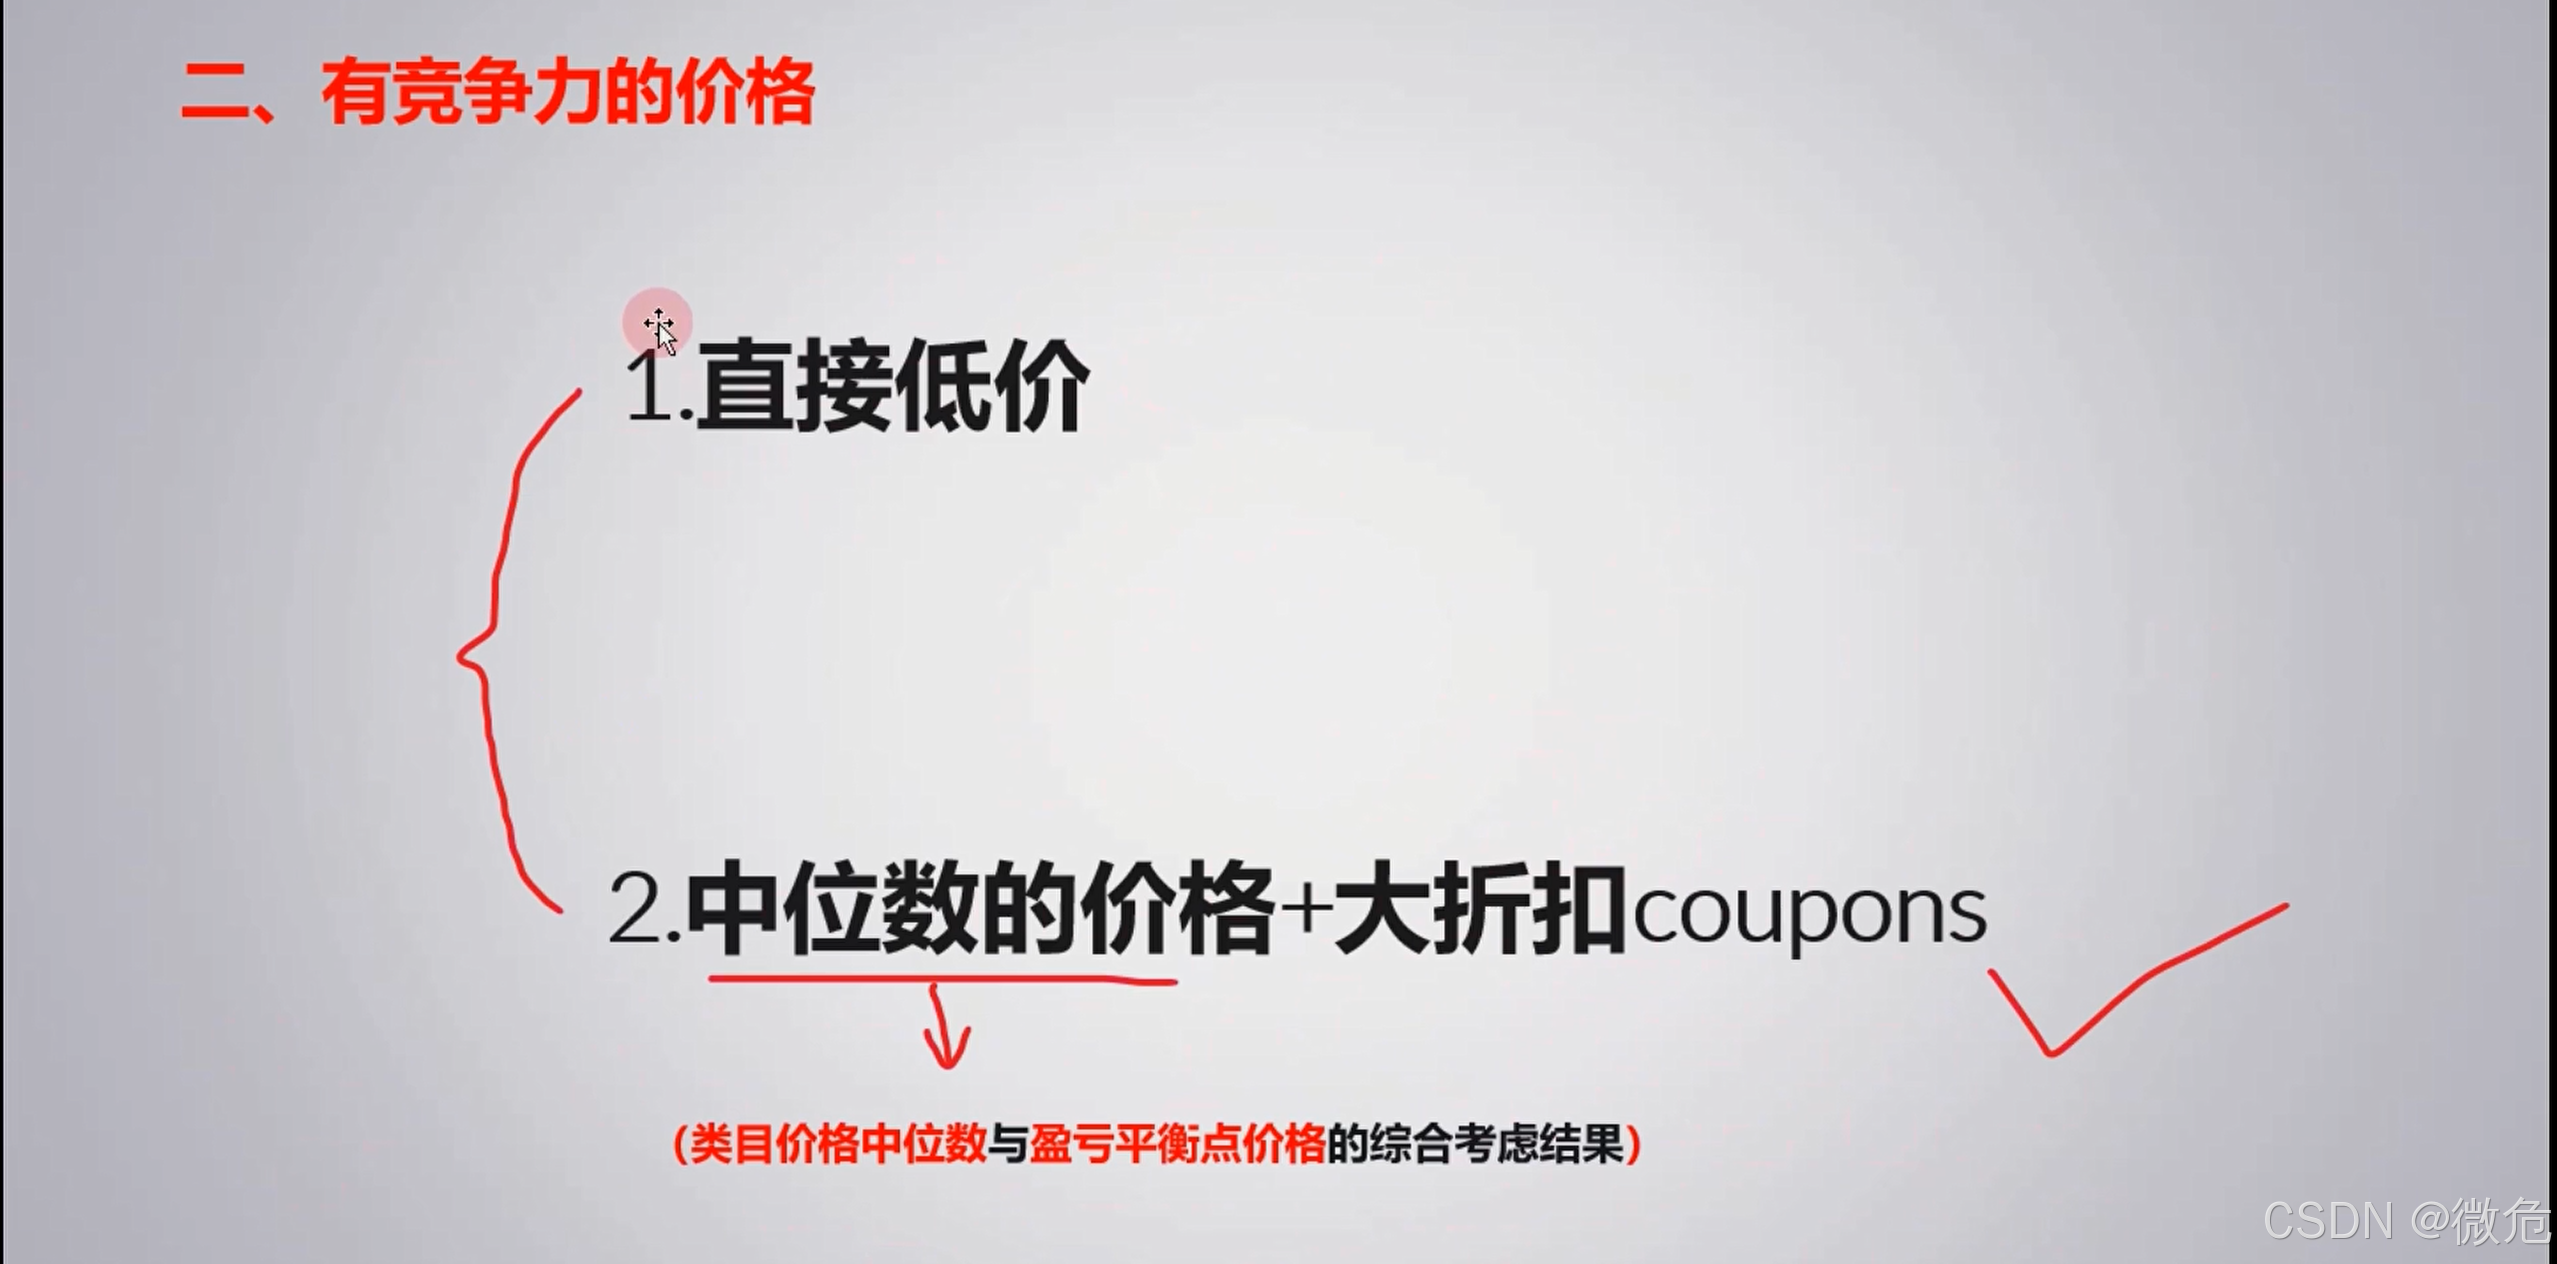 二、有竞争力的价格
1.直接低价
2.中位数的价格+大折扣coupons
（类目价格中位数与盈亏平衡点价格的综合考虑结果）
CSDN @微危